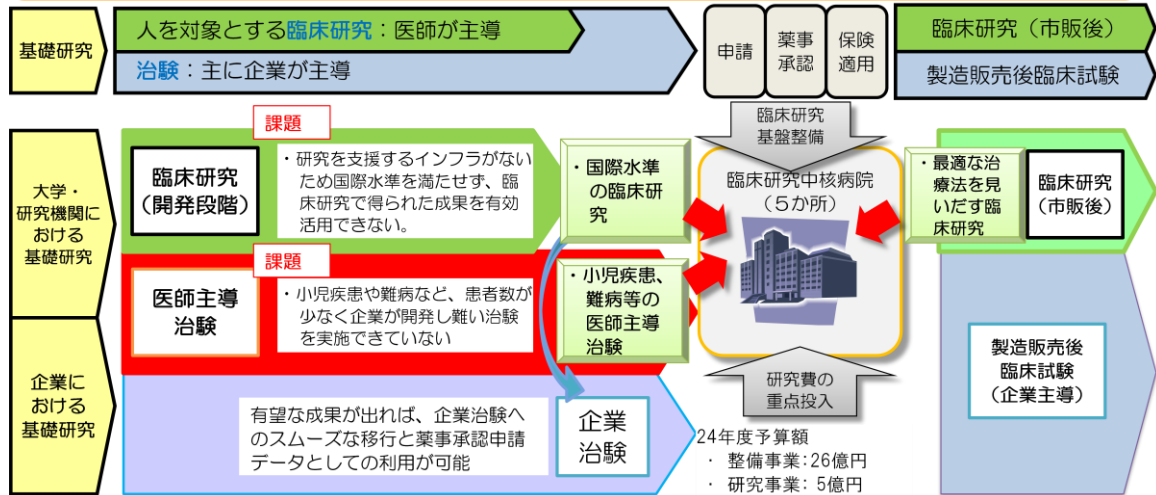 基礎研究
人を対象とする臨床研究：医師が主導
治験：主に企業が主導
申請
薬事
承認
保険
適用
臨床研究（市販後）
製造販売後臨床試験
大学・
研究機関に
おける
基礎研究
企業に
おける
基礎研究
課題
臨床研究
（開発段階）
・研究を支援するインフラがない
ため国際水準を満たせず、臨
床研究で得られた成果を有効
活用できない。
・国際水準
の臨床研
究
課題
医師主導
治験
・小児疾患や難病など、患者数が
少なく企業が開発し難い治験
を実施できていない
・小児疾患、
難病等の
医師主導
治験
有望な成果が出れば、企業治験へ
のスムーズな移行と薬事承認申請
データとしての利用が可能
企業
治験
臨床研究
基盤整備
臨床研究中核病院
（５か所）
研究費の
重点投入
24年度予算額
・ 整備事業：26億円
・ 研究事業： 5億円
・最適な治
療法を見
いだす臨
床研究
臨床研究
（市販後）
製造販売後
臨床試験
（企業主導）